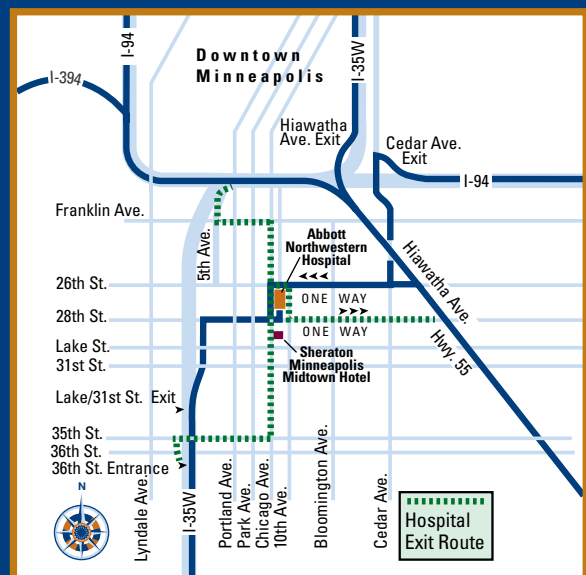 I-94
I-35W
Downtown
Minneapolis
I-394
Hiawatha
Ave. Exit
Cedar Ave.
Exit
I-94
Franklin Ave.
5th Ave.
Abbott
Northwestern
Hospital
Hiawatha Ave.
26th St.
ONE WAY
28th St.
ONE WAY
Hwy. 55
Lake St.
31st St.
Sheraton
Minneapolis
Midtown Hotel
Lake/31st St. Exit
35th St.
36th St.
36th St. Entrance
N
Lyndale Ave.
I-35W
Portland Ave.
Park Ave.
Chicago Ave.
10th Ave.
Bloomington Ave.
Cedar Ave.
Hospital
Exit Route